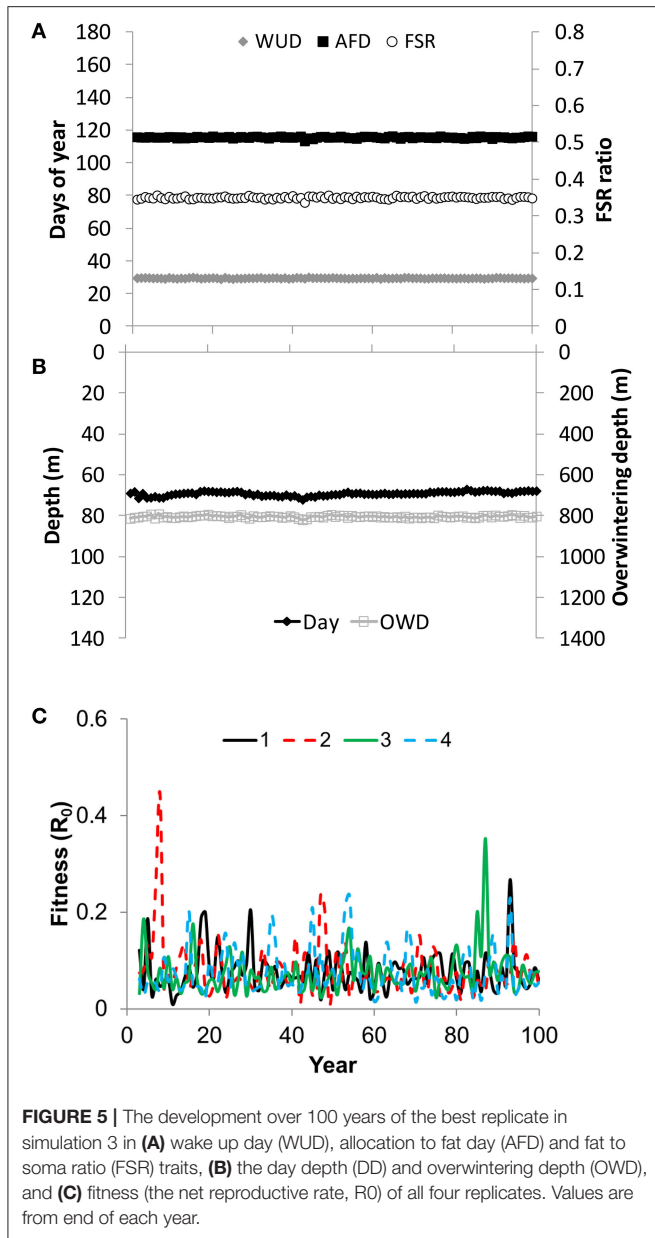 A
WUD AFD FSR
180
160
140
120
100
80
60
40
20
0
Days of year
0.8
0.7
0.6
0.5
0.4
0.3
0.2
0.1
0
FSR ratio
B
0
20
40
60
80
100
120
140
Depth (m)
0
200
400
600
800
1000
1200
1400
Overwintering depth (m)
Day OWD
C
0.6
0.4
0.2
0
Fitness (R0)
1 2 3 4
0 20 40 60 80 100
Year
FIGURE 5 | The development over 100 years of the best replicate in
simulation 3 in (A) wake up day (WUD), allocation to fat day (AFD) and fat to
soma ratio (FSR) traits, (B) the day depth (DD) and overwintering depth (OWD),
and (C) fitness (the net reproductive rate, R0) of all four replicates. Values are
from end of each year.